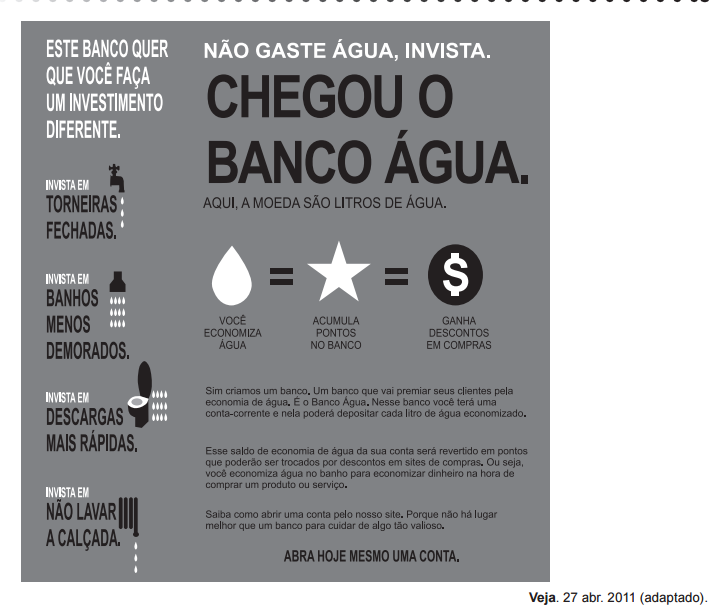 ESTE BANCO QUER
QUE VOCÊ FAÇA
UM INVESTIMENTO
DIFERENTE.
INVISTA EM
TORNEIRAS
FECHADAS.
INVISTA EM
BANHOS
MENOS
DEMORADOS.
INVISTA EM
DESCARGAS
MAIS RÁPIDAS.
INVISTA EM
NÃO LAVAR
A CALÇADA.
NÃO GASTE ÁGUA, INVISTA.
CHEGOU O
BANCO ÁGUA.
AQUI, A MOEDA SÃO LITROS DE ÁGUA.
= = $
VOCÊ
ECONOMIZA
ÁGUA
ACUMULA
PONTOS
NO BANCO
GANHA
DESCONTOS
EM COMPRAS
Sim criamos um banco. Um banco que vai premiar seus clientes pela
economia de água. É o Banco Água. Nesse banco você terá uma
conta-corrente e nela poderá depositar cada litro de água economizado.
Esse saldo de economia de água da sua conta será revertido em pontos
que poderão ser trocados por descontos em sites de compras. Ou seja,
você economiza água no banho para economizar dinheiro na hora de
comprar um produto ou serviço.
Saiba como abrir uma conta pelo nosso site. Porque não há lugar
melhor que um banco para cuidar de algo tão valioso.
ABRA HOJE MESMO UMA CONTA.
Veja. 27 abr. 2011 (adaptado).